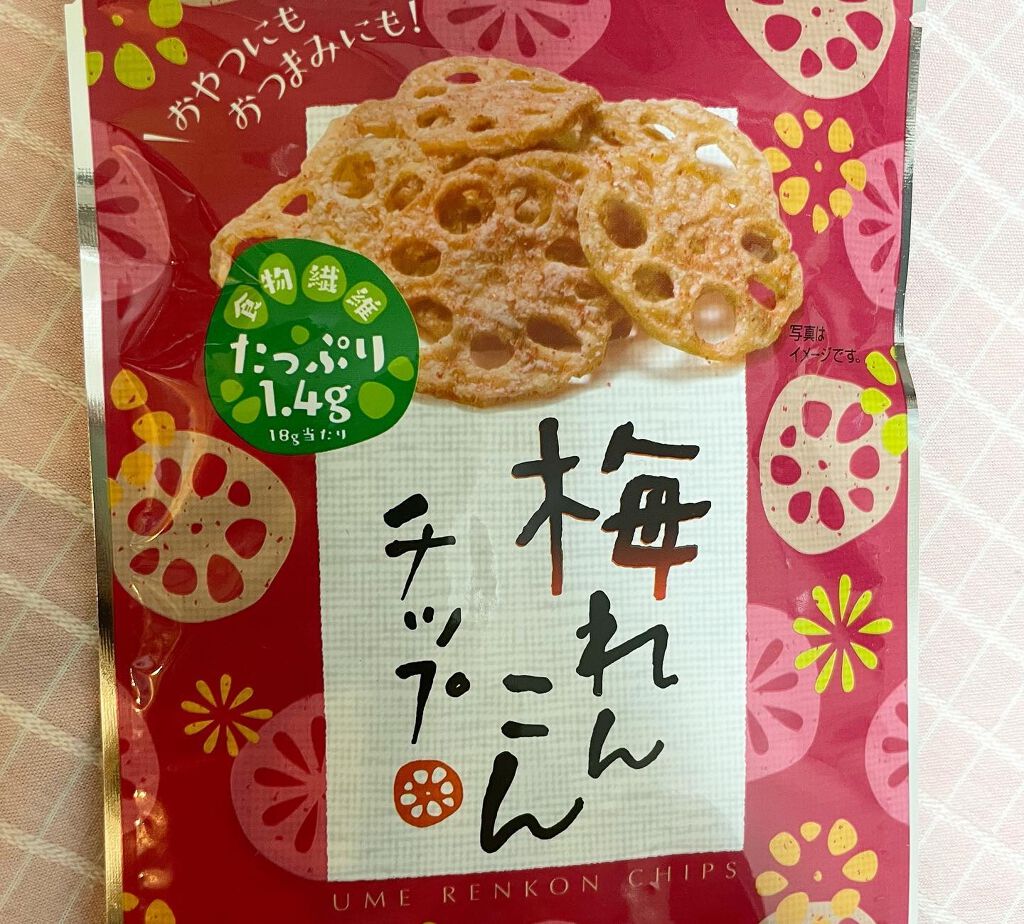 おやつにも
おつまみにも!
食物繊維
たっぷり
1.4g
18g当たり
写真は
イメージです。
梅れん
こん
チップ
UME RENKON CHIPS